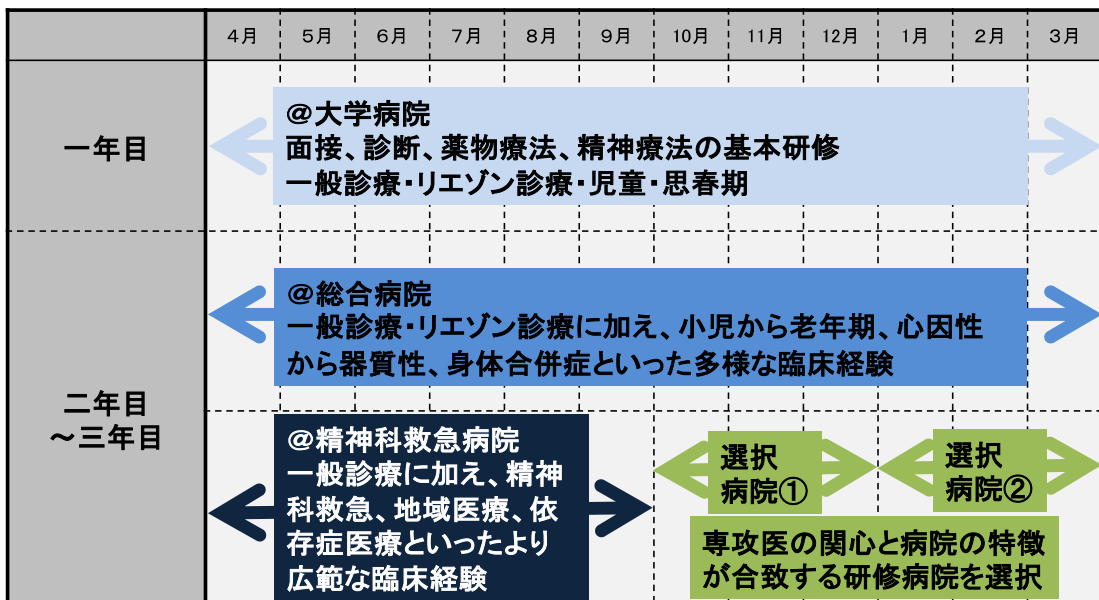 4月 5月 6月 7月 8月 9月 10月 11月 12月 1月 2月 3月
一年目
@大学病院
面接、診断、薬物療法、精神療法の基本研修
一般診療・リエゾン診療・児童・思春期
二年目
~三年目
@総合病院
一般診療・リエゾン診療に加え、小児から老年期、心因性
から器質性、身体合併症といった多様な臨床経験
@精神科救急病院
一般診療に加え、精神
科救急、地域医療、依
存症医療といったより
広範な臨床経験
選択
病院①
選択
病院②
専攻医の関心と病院の特徴
が合致する研修病院を選択